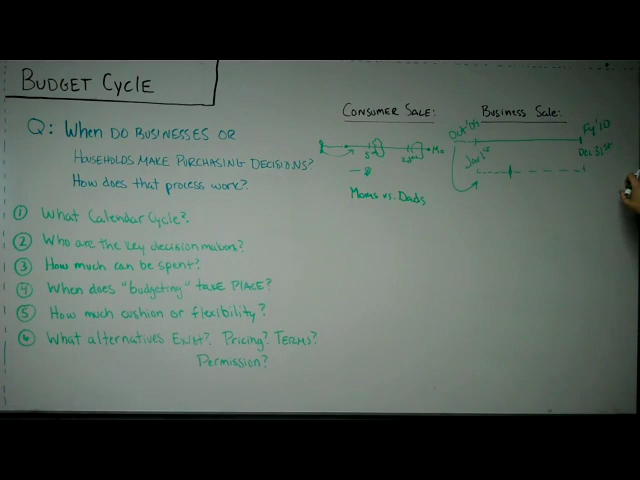 BUDGET CYCLE
Q: WHEN DO BUSINESSES OR
HOUSEHOLDS MAKE PURCHASING DECISIONS?
How does that process work?
① What Calendar Cycle?
② Who are the key decision makers?
③ How much can be spent?
④ When does "budgeting" TAKE PLACE?
⑤ How much cushion or flexibility?
⑥ What alternatives EXIST? Pricing? TERMS?
Permission?
CONSUMER SALE:
Moms vs. Dads
BUSINESS SALE:
Oct '09
FY'10
Jan 1st
Dec 31st